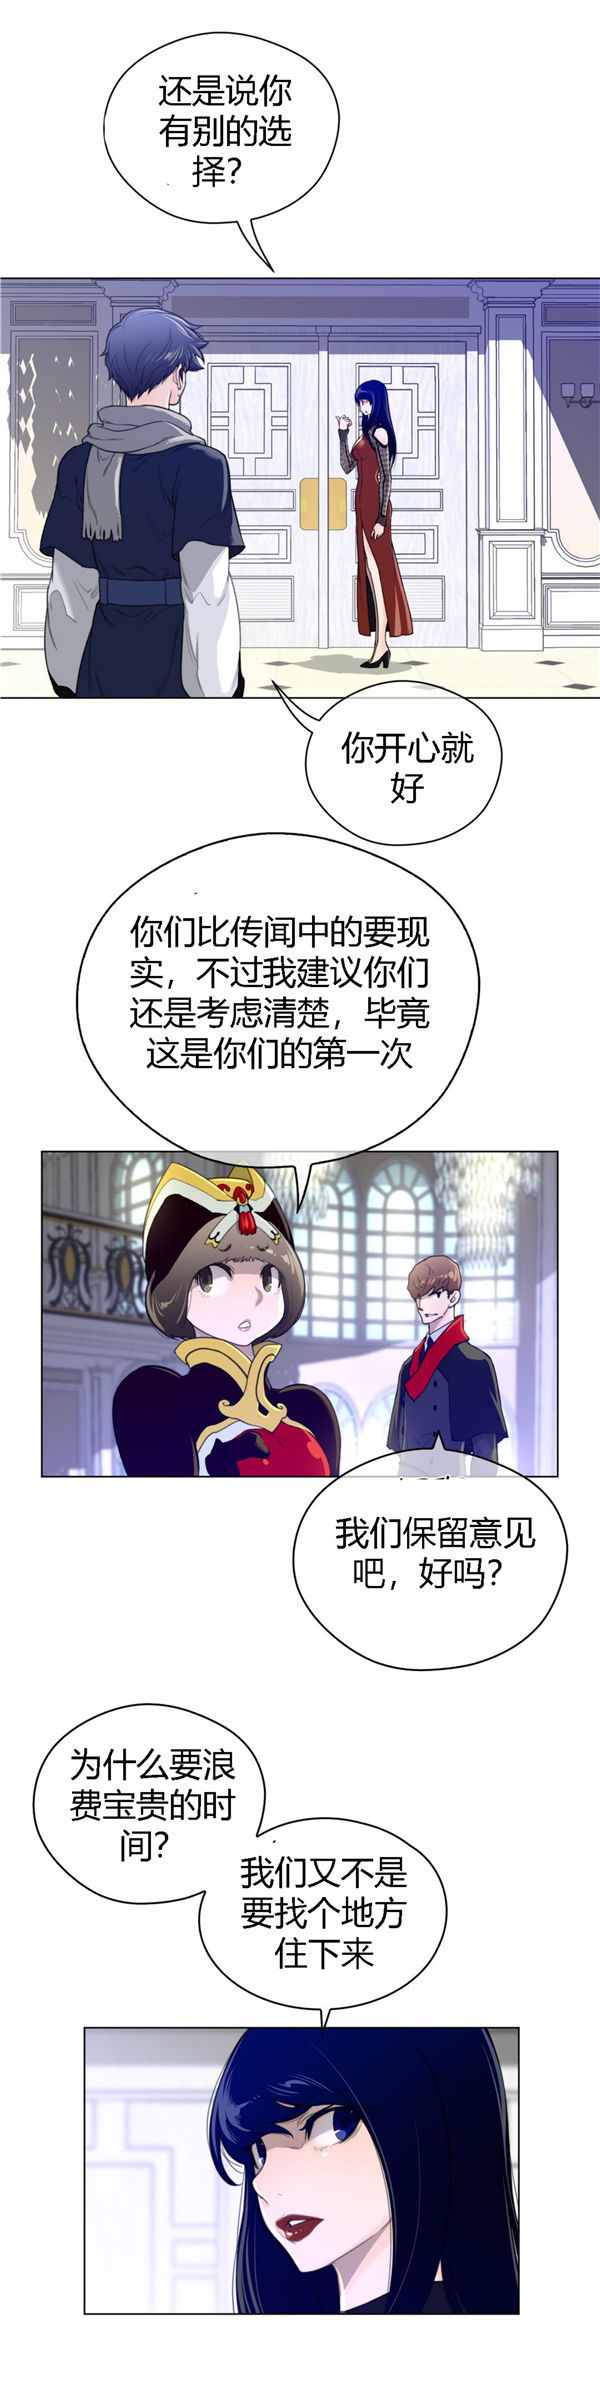 还是说你
有别的选
择？
你开心就
好
你们比传闻中的要现
实，不过我建议你们
还是考虑清楚，毕竟
这是你们的第一次
我们保留意见
吧，好吗？
为什么要浪
费宝贵的时
间？
我们又不是
要找个地方
住下来